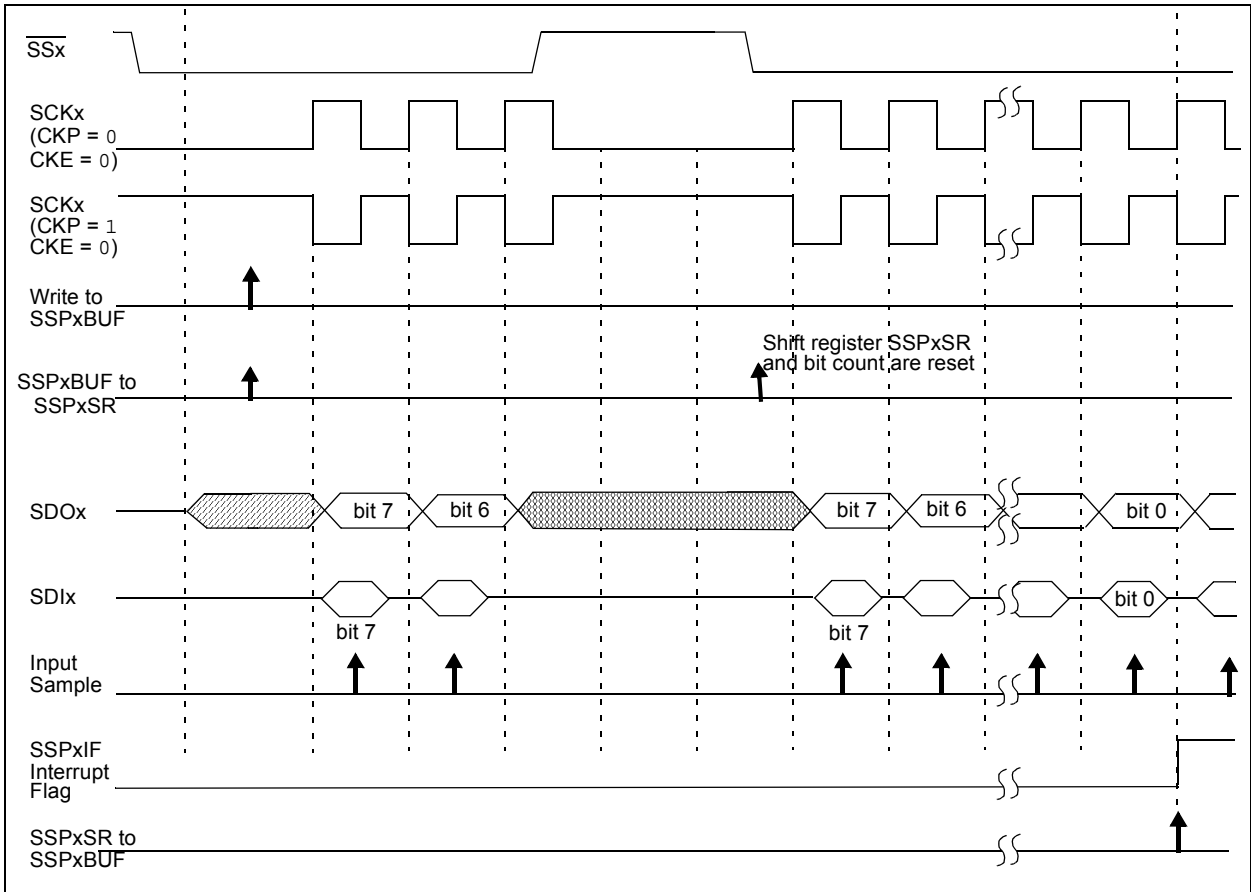 SSx
SCKx
(CKP = 0
CKE = 0)
SCKx
(CKP = 1
CKE = 0)
Write to
SSPxBUF
Shift register SSPxSR
and bit count are reset
SSPxBUF to
SSPxSR
SDOx
bit 7
bit 6
bit 7
bit 6
bit 0
SDIx
bit 0
bit 7
bit 7
Input
Sample
SSPxIF
Interrupt
Flag
SSPxSR to
SSPxBUF